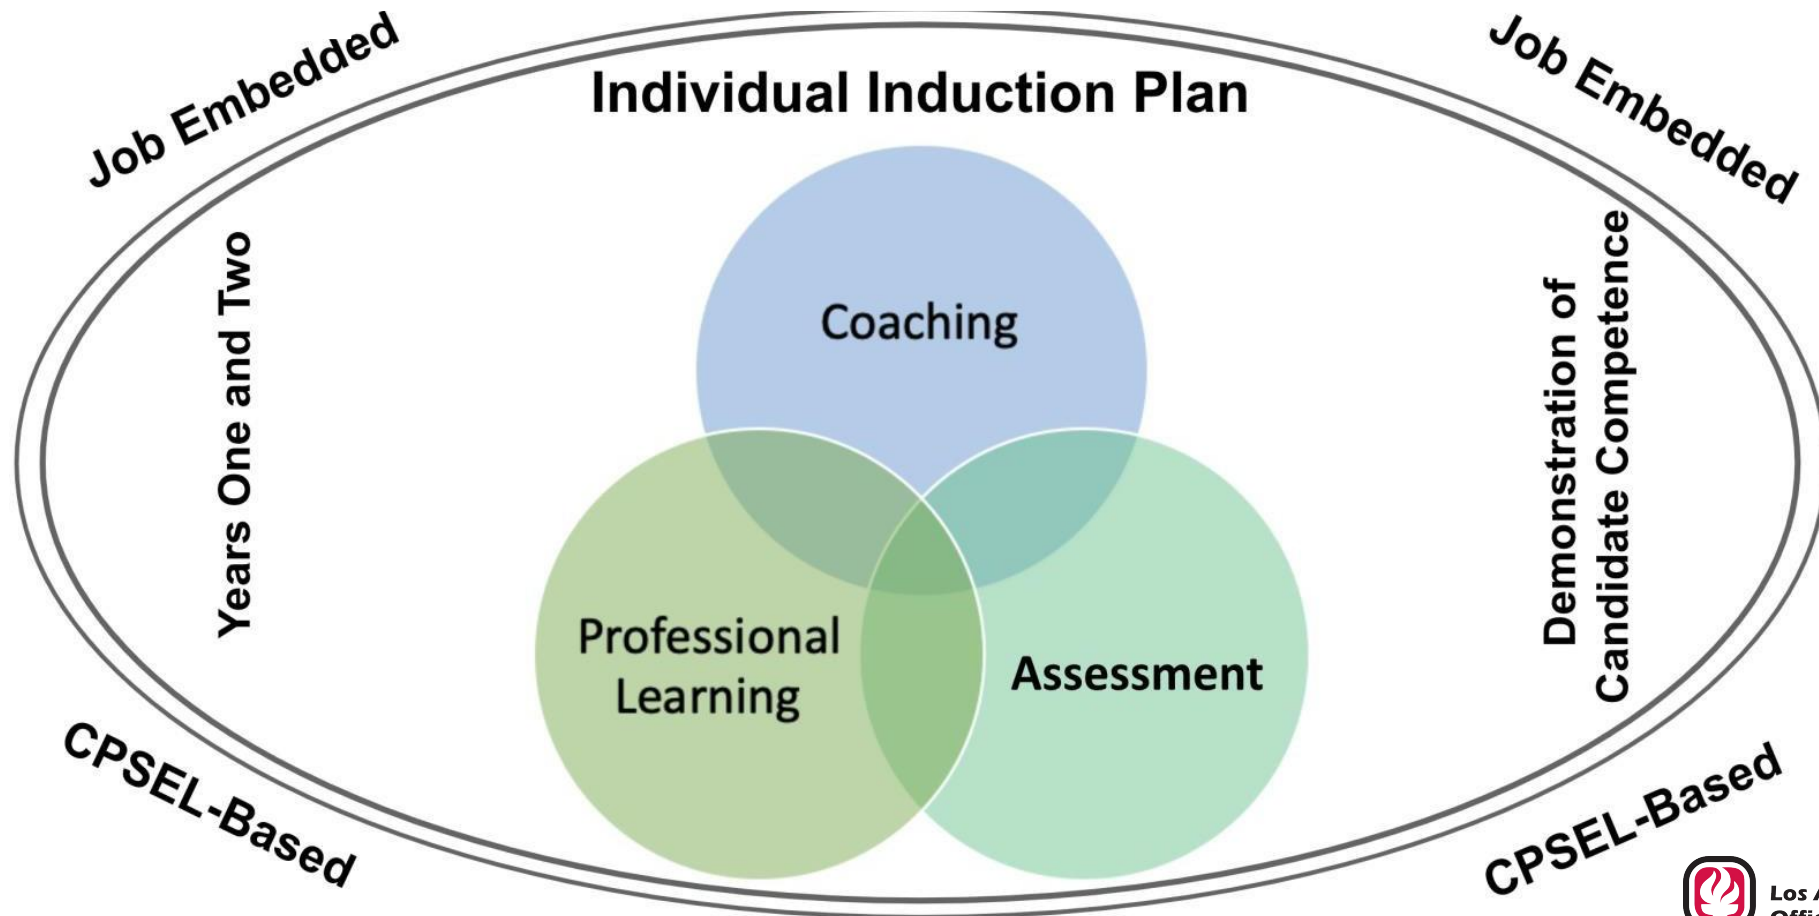 Job Embedded
Job Embedded
Individual Induction Plan
Years One and Two
Coaching
Demonstration of
Candidate Competence
Professional
Learning
Assessment
CPSEL-Based
CPSEL-Based
Los